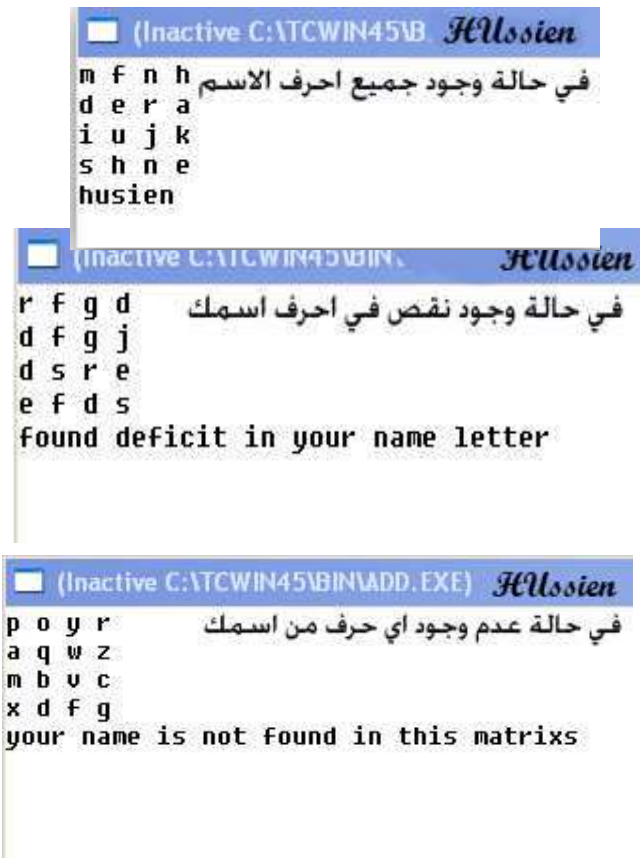 (Inactive C:\TCWIN45\B HUssien
m f n h في حالة وجود جميع احرف الاسم
d e r a
i u j k
s h n e
husien
(Inactive C:\TCWIN45\BIN HUssien
r f g d في حالة وجود نقص في احرف اسمك
d f g j
d s r e
e f d s
found deficit in your name letter
(Inactive C:\TCWIN45\BIN\ADD.EXE) HUssien
p o y r في حالة عدم وجود اي حرف من اسمك
a q w z
m b v c
x d f g
your name is not found in this matrixs